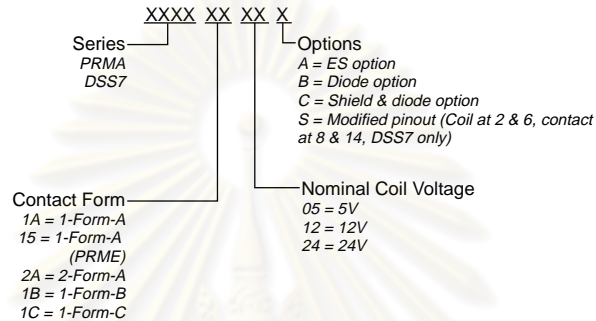 XXXX XX XX X
Series
PRMA
DSS7
Options
A = ES option
B = Diode option
C = Shield & diode option
S = Modified pinout (Coil at 2 & 6, contact
at 8 & 14, DSS7 only)
Contact Form
1A = 1-Form-A
15 = 1-Form-A
(PRME)
2A = 2-Form-A
1B = 1-Form-B
1C = 1-Form-C
Nominal Coil Voltage
05 = 5V
12 = 12V
24 = 24V